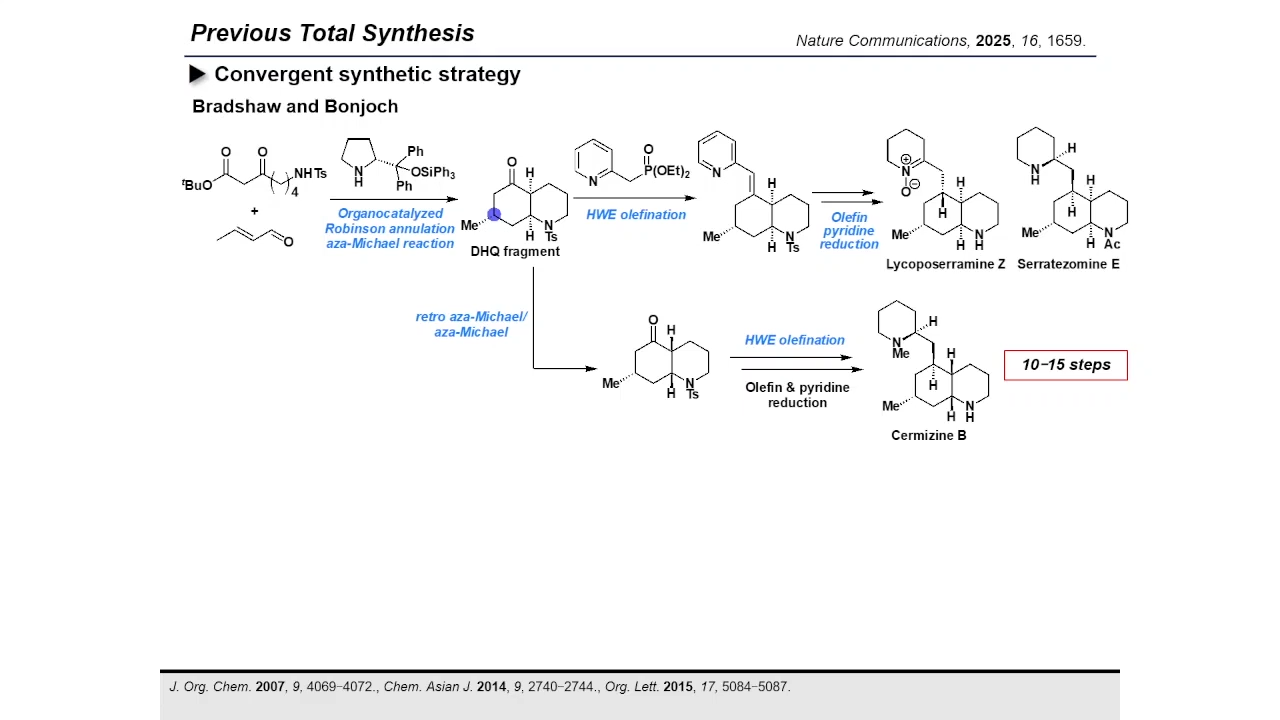 Previous Total Synthesis
Nature Communications, 2025, 16, 1659.
Convergent synthetic strategy
Bradshaw and Bonjoch
O O
tBuO NHTs
4
+
O
N
H
Ph
OSiPh3
Ph
Organocatalyzed
Robinson annulation
aza-Michael reaction
O
H
Me
H
N
Ts
DHQ fragment
N
O
P(OEt)2
HWE olefination
N
H
Me
H
N
Ts
Olefin
pyridine
reduction
N
O
H
H
Me
H
N
H
Lycoposerramine Z
N
H
H
H
H
Me
H
N
Ac
Serratezomine E
retro aza-Michael/
aza-Michael
O
H
Me
H
N
Ts
HWE olefination
Olefin & pyridine
reduction
H
N
Me
H
H
Me
H
N
H
Cermizine B
10−15 steps
J. Org. Chem. 2007, 9, 4069−4072., Chem. Asian J. 2014, 9, 2740−2744., Org. Lett. 2015, 17, 5084−5087.